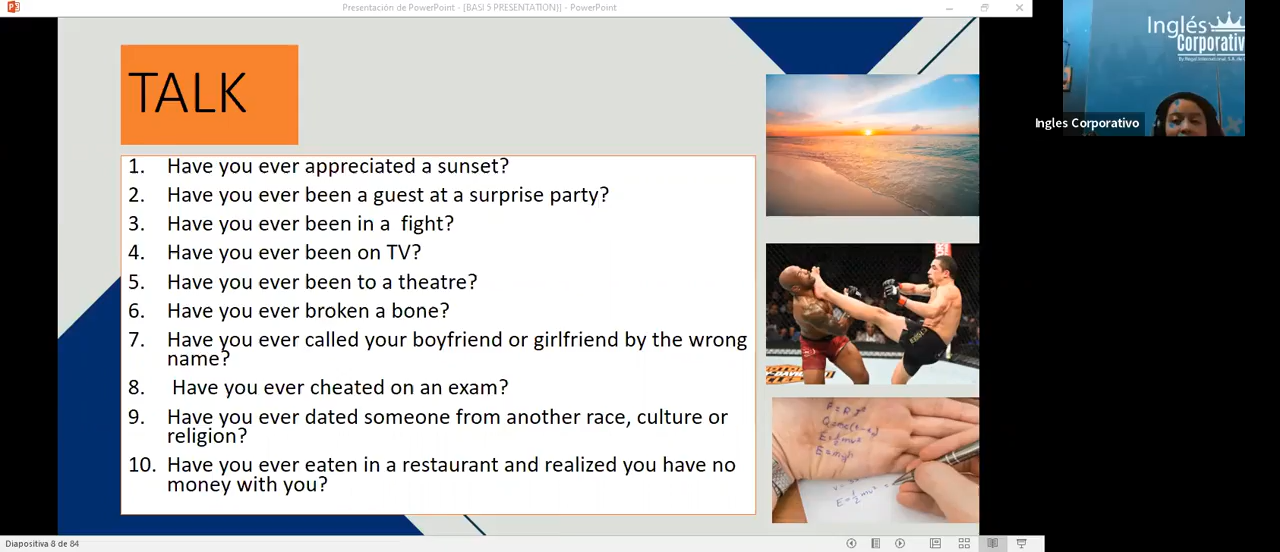 Presentación de PowerPoint - [BASI 5 PRESENTATION] - PowerPoint
TALK
1. Have you ever appreciated a sunset?
2. Have you ever been a guest at a surprise party?
3. Have you ever been in a fight?
4. Have you ever been on TV?
5. Have you ever been to a theatre?
6. Have you ever broken a bone?
7. Have you ever called your boyfriend or girlfriend by the wrong
name?
8. Have you ever cheated on an exam?
9. Have you ever dated someone from another race, culture or
religion?
10. Have you ever eaten in a restaurant and realized you have no
money with you?
Inglés
Corporativ
Ingles Corporativo
Diapositiva 8 de 84